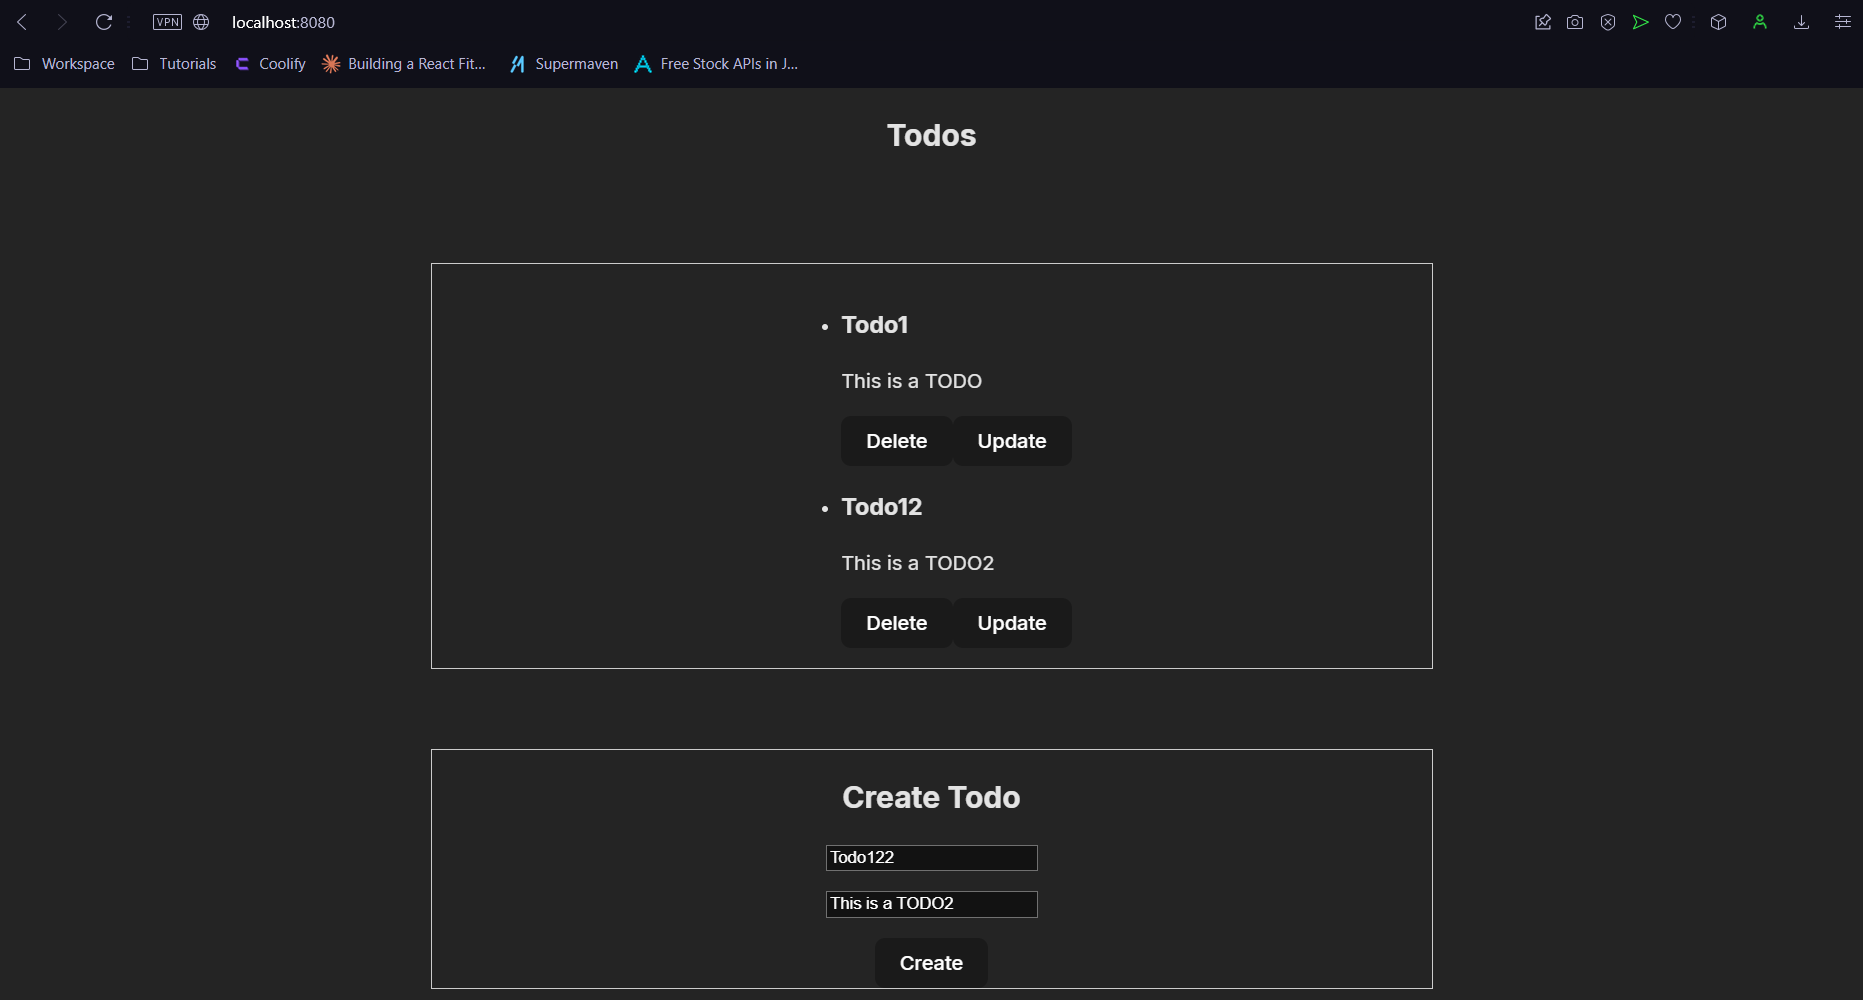 VPN localhost:8080
Workspace Tutorials Coolify Building a React Fit... Supermaven Free Stock APIs in J...
Todos
Todo1
This is a TODO
Delete Update
Todo12
This is a TODO2
Delete Update
Create Todo
Todo122
This is a TODO2
Create